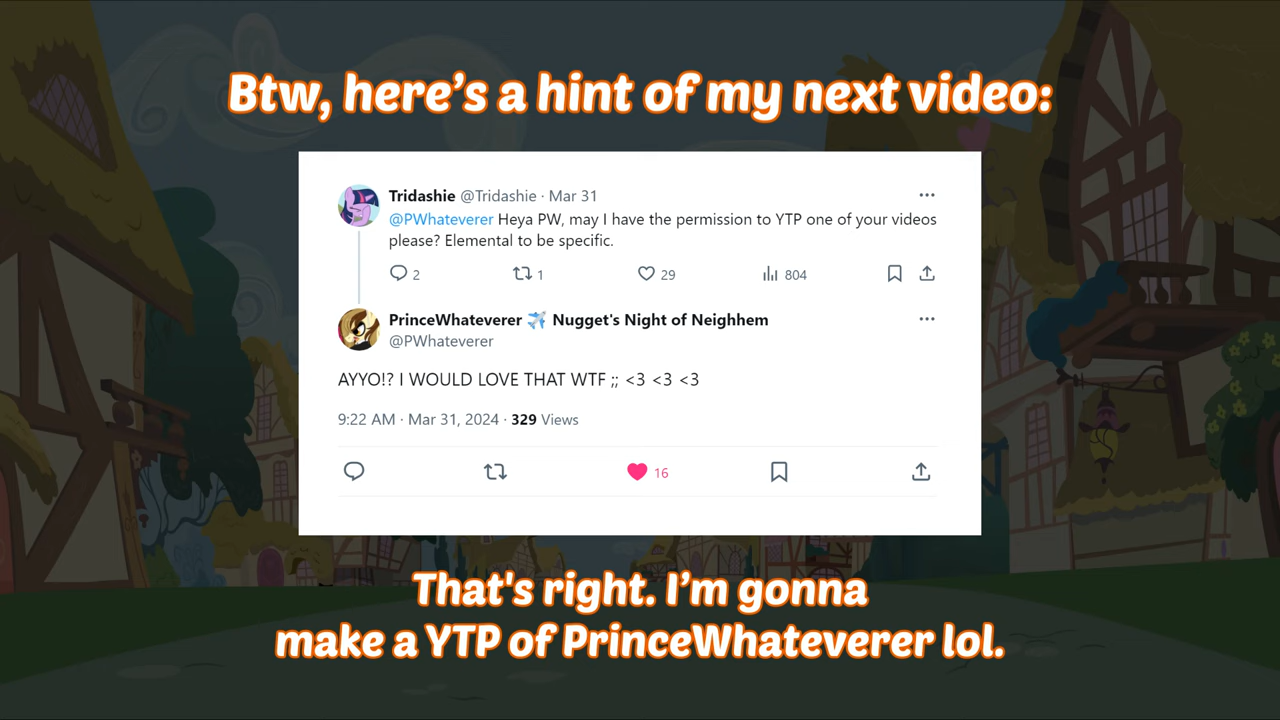 Btw, here’s a hint of my next video:
Tridashie @Tridashie · Mar 31
@PWhateverer Heya PW, may I have the permission to YTP one of your videos
please? Elemental to be specific.
2 1 29 804
PrinceWhateverer ✈️ Nugget's Night of Neighhem
@PWhateverer
AYYO!? I WOULD LOVE THAT WTF ;; <3 <3 <3
9:22 AM · Mar 31, 2024 · 329 Views
16
That's right. I’m gonna
make a YTP of PrinceWhateverer lol.